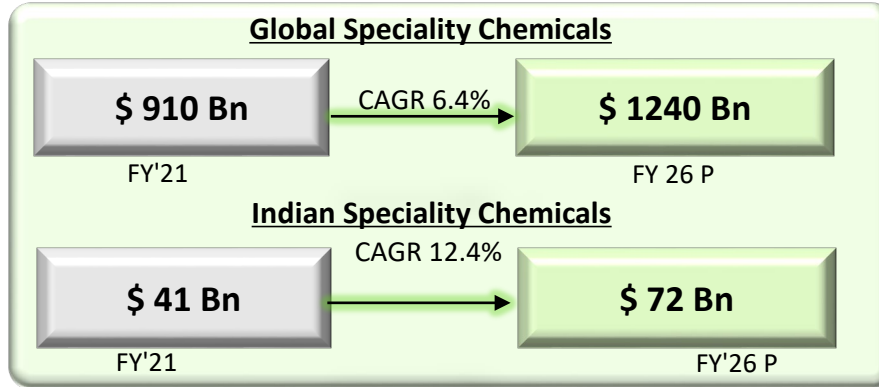 Global Speciality Chemicals
$ 910 Bn
CAGR 6.4%
$ 1240 Bn
FY'21
FY 26 P
Indian Speciality Chemicals
CAGR 12.4%
$ 41 Bn
$ 72 Bn
FY'21
FY'26 P